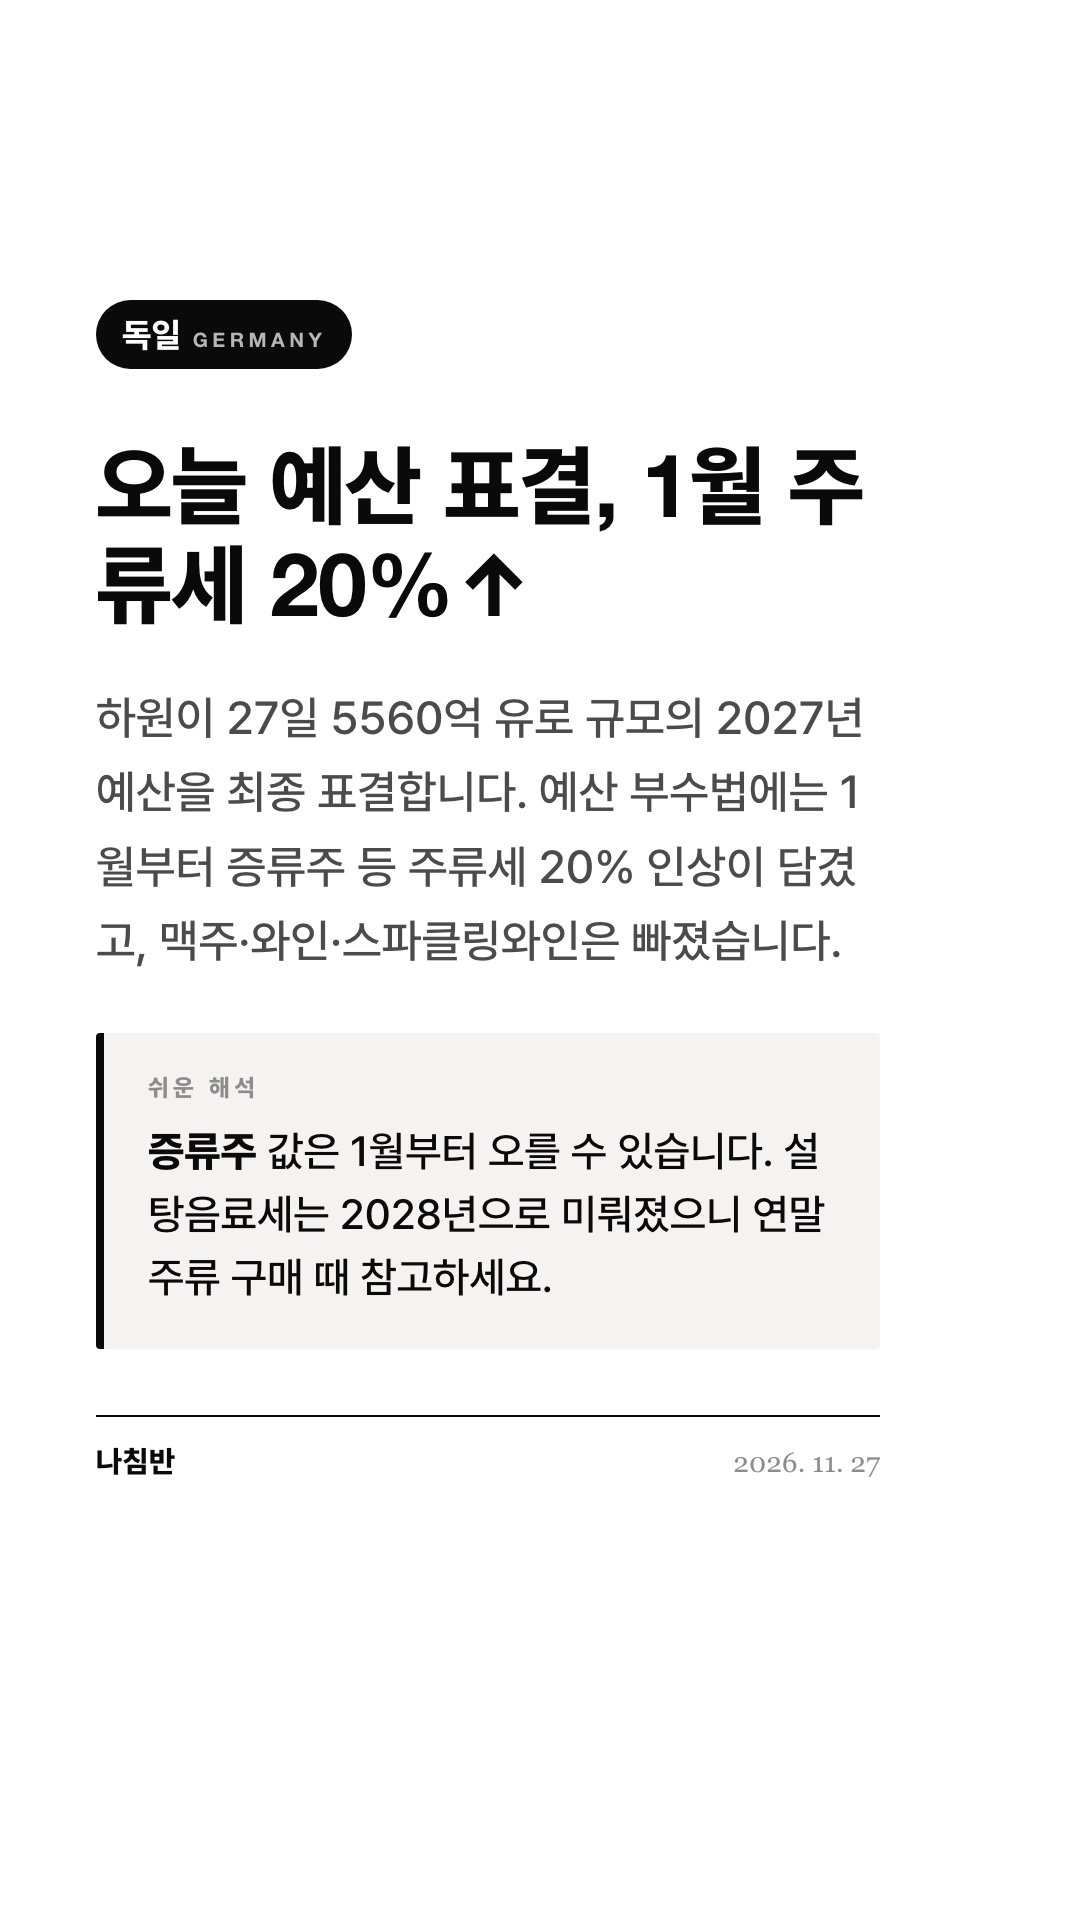 독일 GERMANY
오늘 예산 표결, 1월 주
류세 20%↑
하원이 27일 5560억 유로 규모의 2027년
예산을 최종 표결합니다. 예산 부수법에는 1
월부터 증류주 등 주류세 20% 인상이 담겼
고, 맥주·와인·스파클링와인은 빠졌습니다.
쉬운 해석
증류주 값은 1월부터 오를 수 있습니다. 설
탕음료세는 2028년으로 미뤄졌으니 연말
주류 구매 때 참고하세요.
나침반
2026. 11. 27